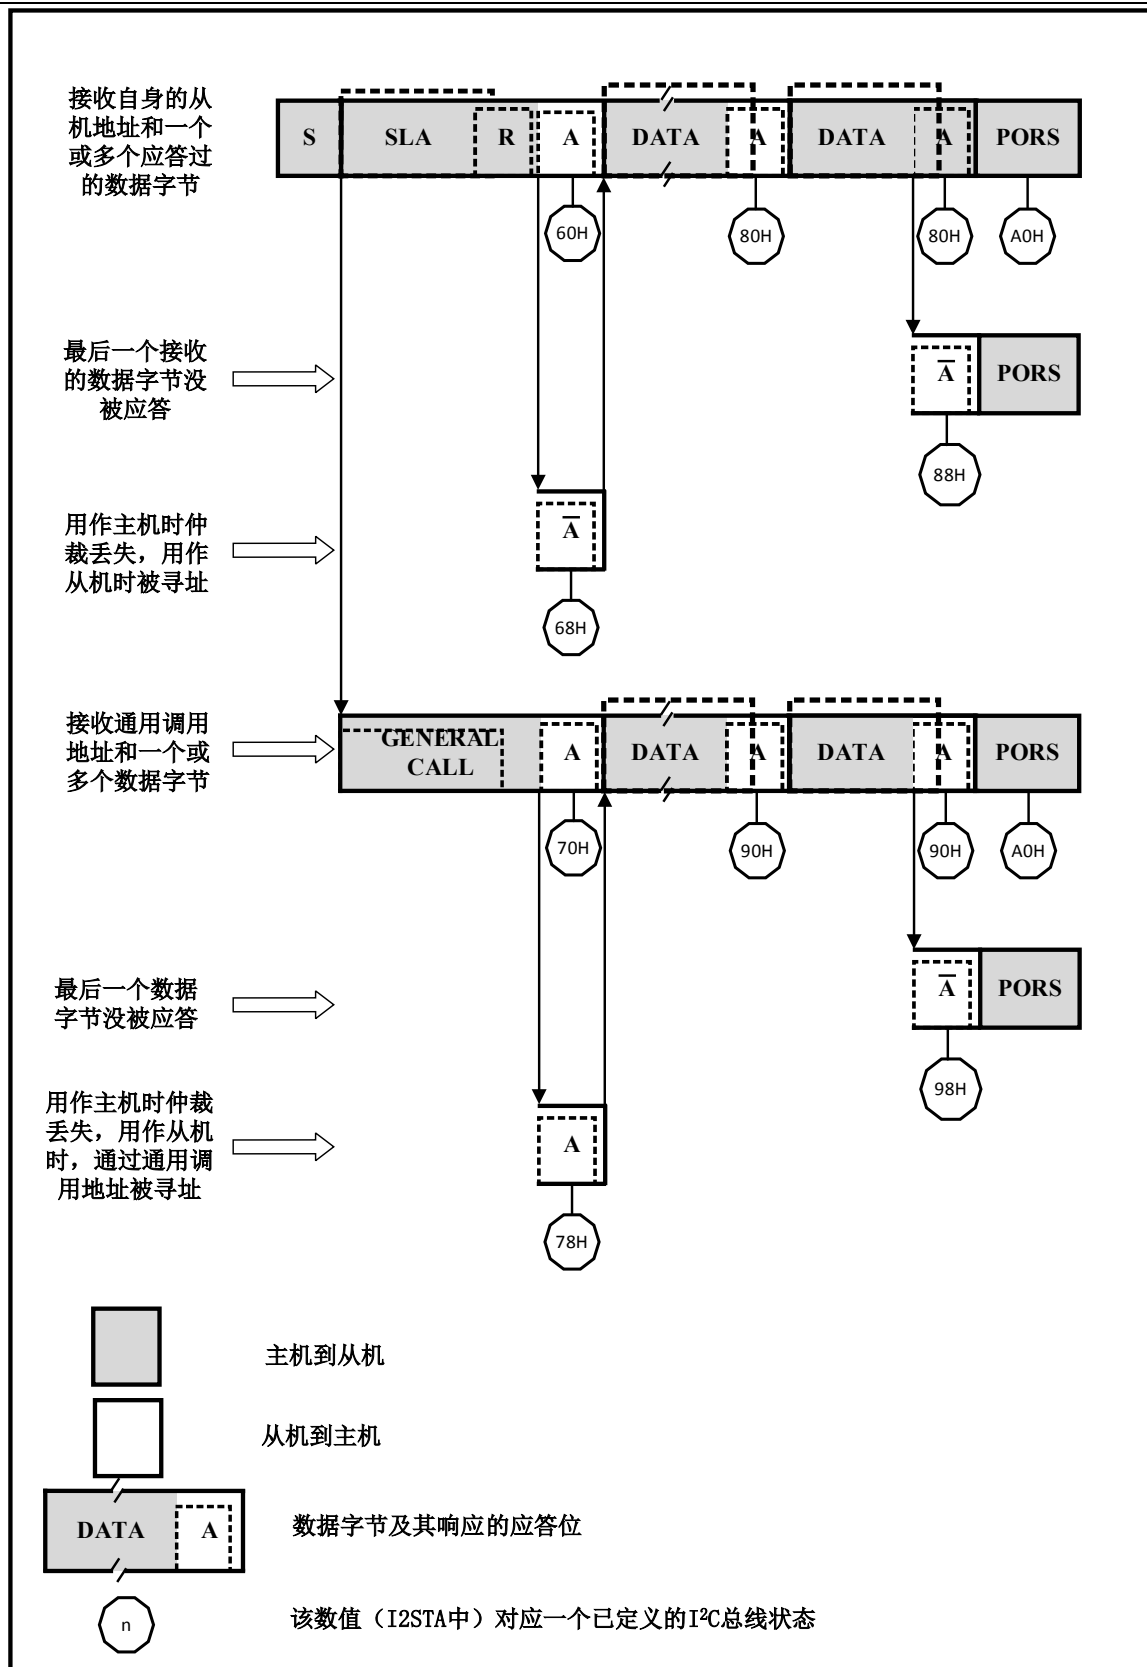 接收自身的从
机地址和一个
或多个应答过
的数据字节
S SLA R A DATA A DATA A PORS
60H 80H 80H A0H
最后一个接收
的数据字节没
被应答
A̅ PORS
88H
用作主机时仲
裁丢失，用作
从机时被寻址
A̅
68H
接收通用调用
地址和一个或
多个数据字节
GENERAL
CALL
A DATA A DATA A PORS
70H 90H 90H A0H
最后一个数据
字节没被应答
A̅ PORS
98H
用作主机时仲裁
丢失，用作从机
时，通过通用调
用地址被寻址
A
78H
主机到从机
从机到主机
DATA A 数据字节及其响应的应答位
n 该数值（I2STA中）对应一个已定义的I²C总线状态